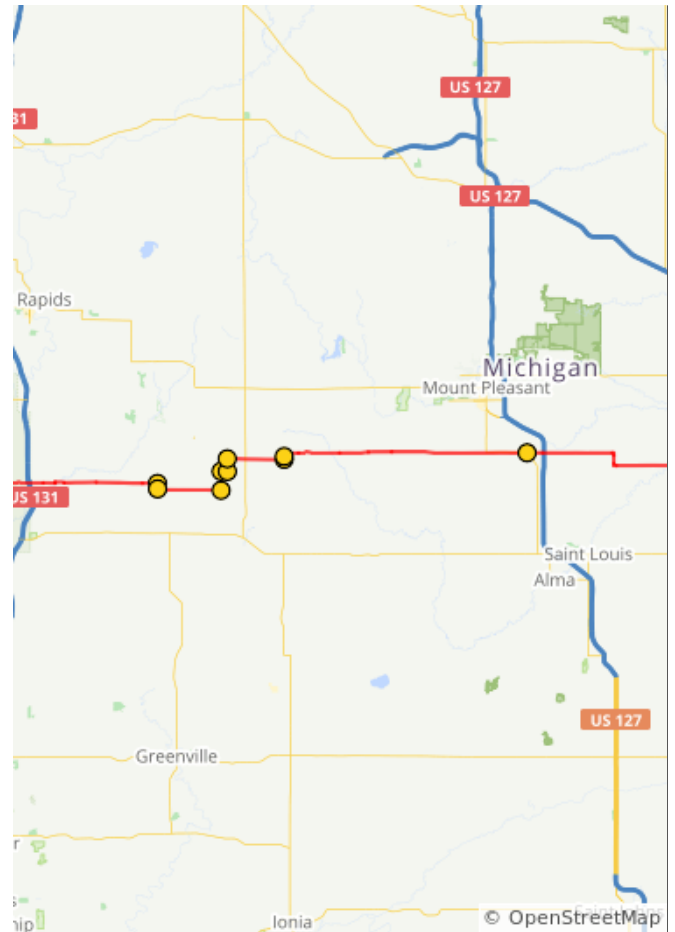 US 127
31
US 127
Rapids
Michigan
Mount Pleasant
US 131
Saint Louis
Alma
US 127
Greenville
Ionia
© OpenStreetMap